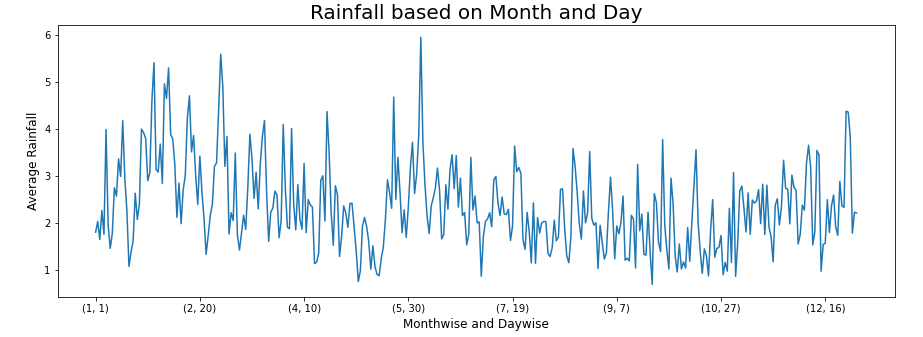 Rainfall based on Month and Day
Average Rainfall
6
5
4
3
2
1
(1, 1) (2, 20) (4, 10) (5, 30) (7, 19) (9, 7) (10, 27) (12, 16)
Monthwise and Daywise